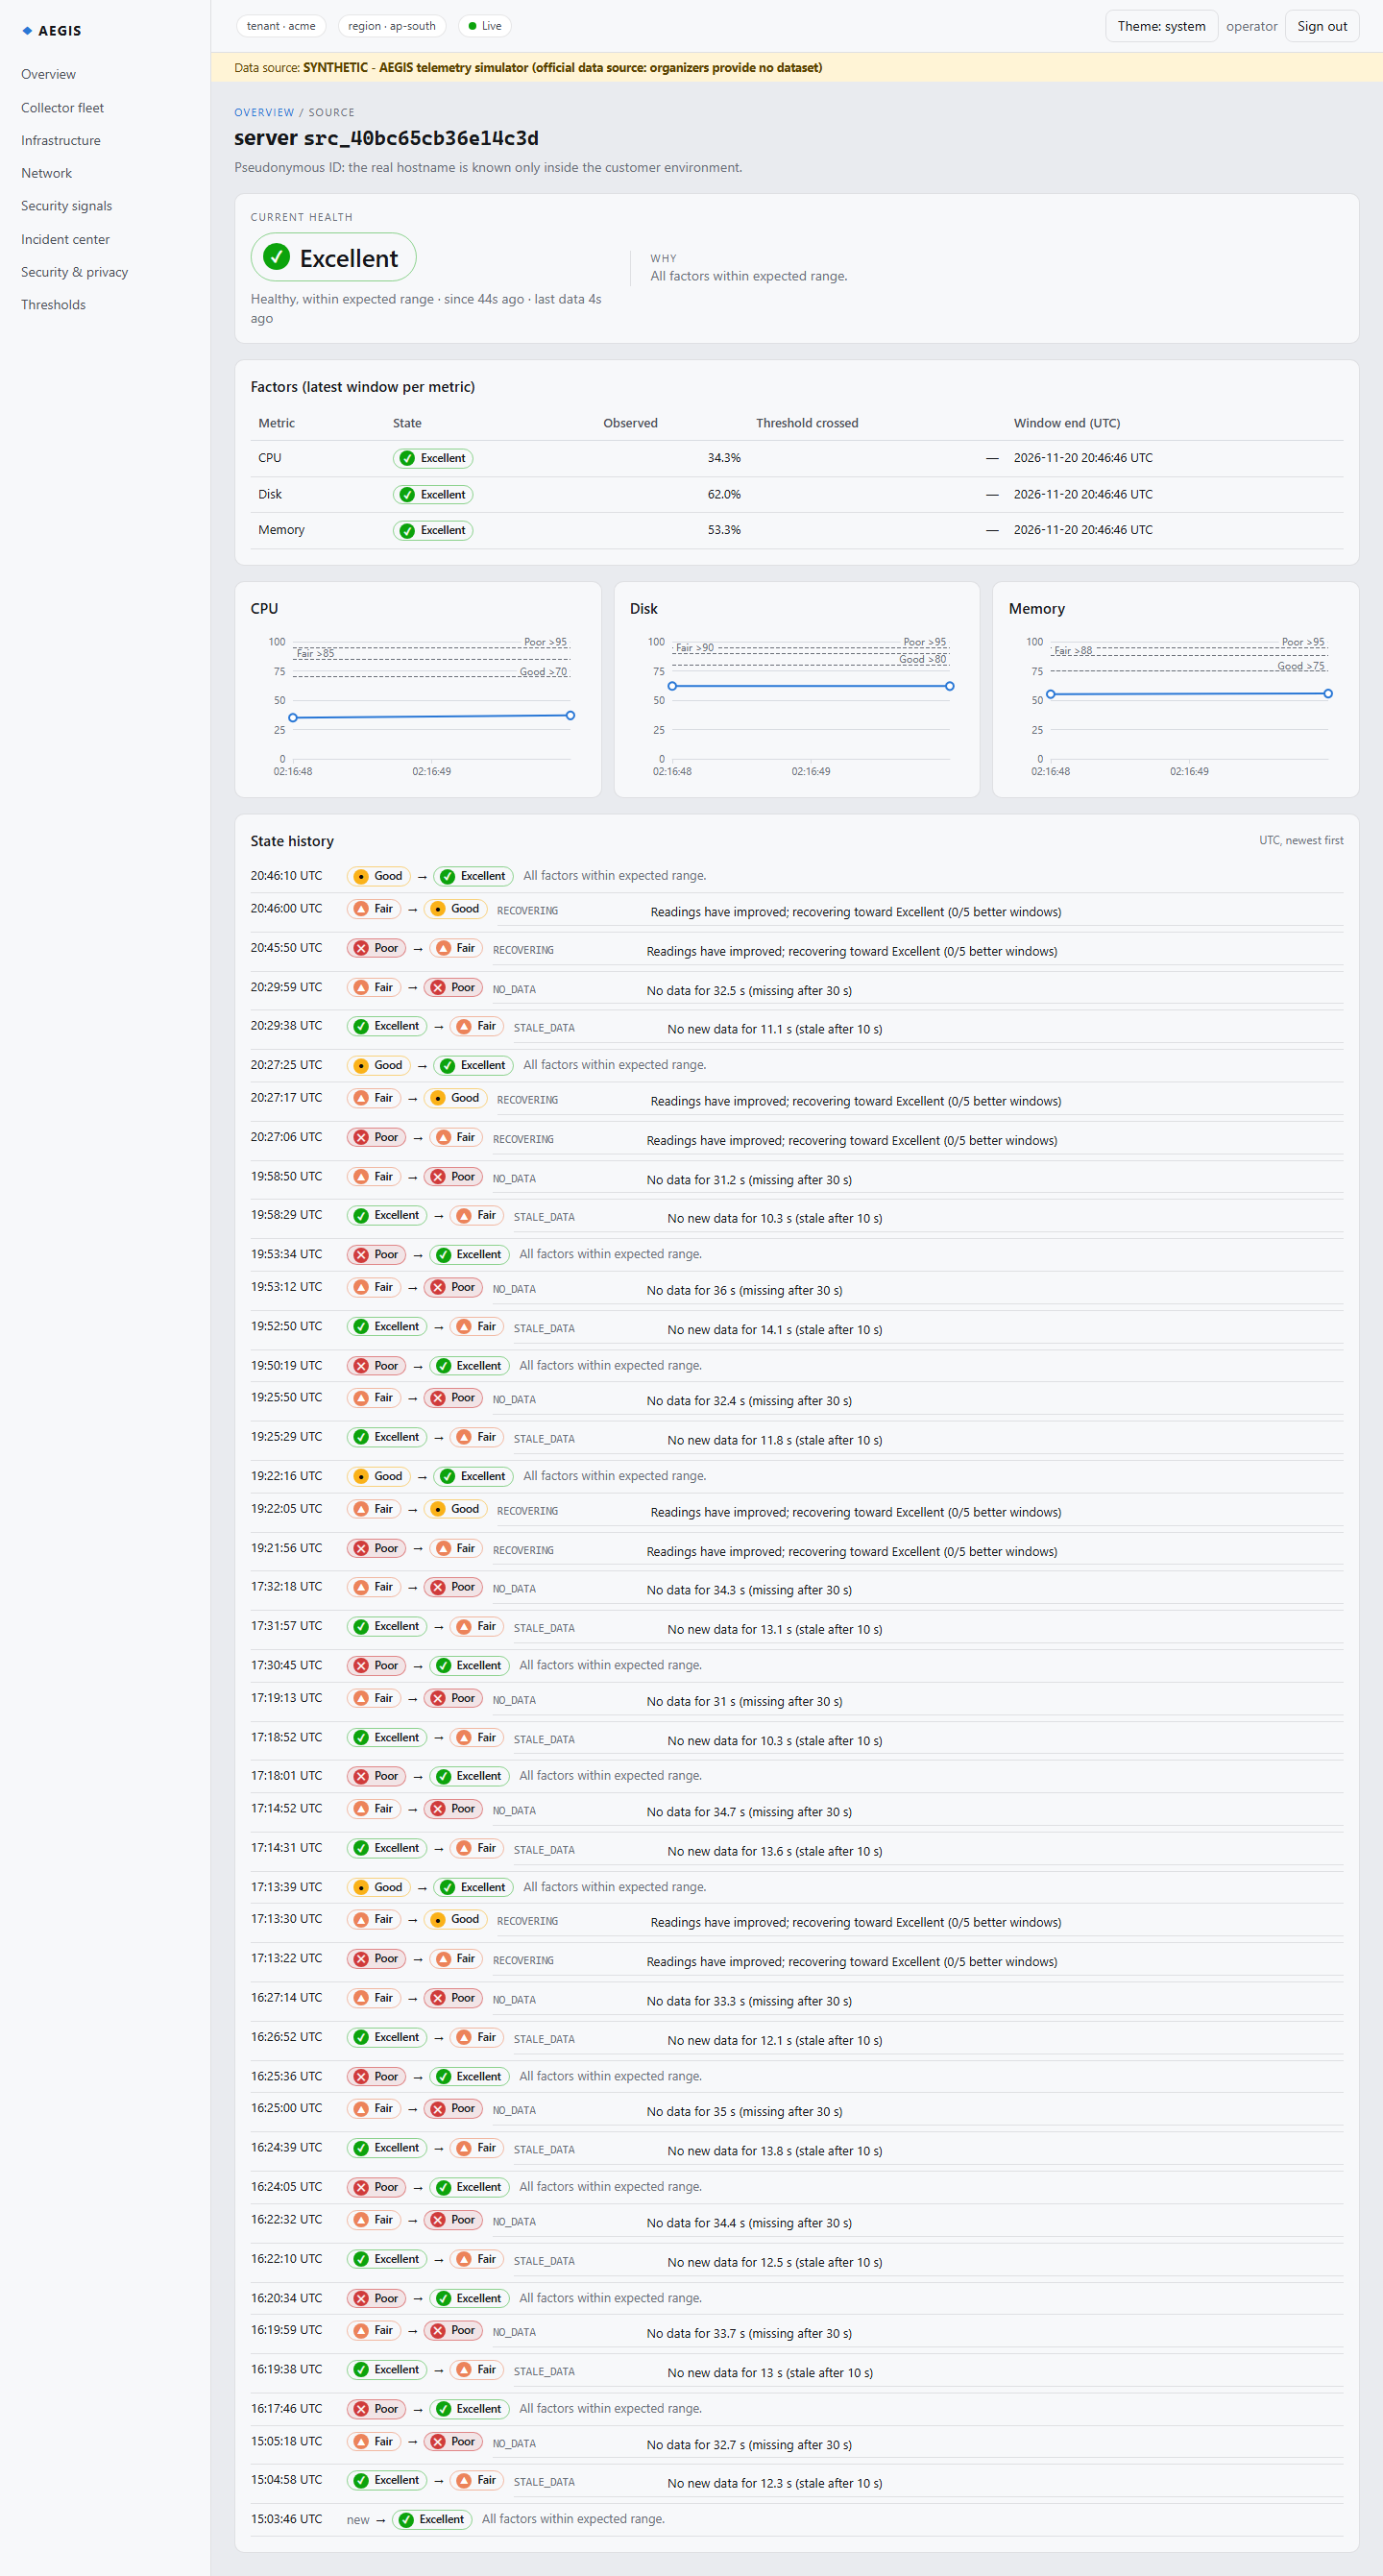 AEGIS
Overview
Collector fleet
Infrastructure
Network
Security signals
Incident center
Security & privacy
Thresholds
tenant · acme
region · ap-south
Live
Theme: system
operator
Sign out
Data source: SYNTHETIC - AEGIS telemetry simulator (official data source: organizers provide no dataset)
OVERVIEW / SOURCE
server src_40bc65cb36e14c3d
Pseudonymous ID: the real hostname is known only inside the customer environment.
CURRENT HEALTH
Excellent
Healthy, within expected range · since 44s ago · last data 4s
ago
WHY
All factors within expected range.
Factors (latest window per metric)
Metric State Observed Threshold crossed Window end (UTC)
CPU Excellent 34.3% — 2026-11-20 20:46:46 UTC
Disk Excellent 62.0% — 2026-11-20 20:46:46 UTC
Memory Excellent 53.3% — 2026-11-20 20:46:46 UTC
CPU
100
75
50
25
0
Poor >95
Fair >85
Good >70
02:16:48 02:16:49
Disk
100
75
50
25
0
Poor >95
Fair >90
Good >80
02:16:48 02:16:49
Memory
100
75
50
25
0
Poor >95
Fair >88
Good >75
02:16:48 02:16:49
State history
UTC, newest first
20:46:10 UTC Good → Excellent All factors within expected range.
20:46:00 UTC Fair → Good RECOVERING Readings have improved; recovering toward Excellent (0/5 better windows)
20:45:50 UTC Poor → Fair RECOVERING Readings have improved; recovering toward Excellent (0/5 better windows)
20:29:59 UTC Fair → Poor NO_DATA No data for 32.5 s (missing after 30 s)
20:29:38 UTC Excellent → Fair STALE_DATA No new data for 11.1 s (stale after 10 s)
20:27:25 UTC Good → Excellent All factors within expected range.
20:27:17 UTC Fair → Good RECOVERING Readings have improved; recovering toward Excellent (0/5 better windows)
20:27:06 UTC Poor → Fair RECOVERING Readings have improved; recovering toward Excellent (0/5 better windows)
19:58:50 UTC Fair → Poor NO_DATA No data for 31.2 s (missing after 30 s)
19:58:29 UTC Excellent → Fair STALE_DATA No new data for 10.3 s (stale after 10 s)
19:53:34 UTC Poor → Excellent All factors within expected range.
19:53:12 UTC Fair → Poor NO_DATA No data for 36 s (missing after 30 s)
19:52:50 UTC Excellent → Fair STALE_DATA No new data for 14.1 s (stale after 10 s)
19:50:19 UTC Poor → Excellent All factors within expected range.
19:25:50 UTC Fair → Poor NO_DATA No data for 32.4 s (missing after 30 s)
19:25:29 UTC Excellent → Fair STALE_DATA No new data for 11.8 s (stale after 10 s)
19:22:16 UTC Good → Excellent All factors within expected range.
19:22:05 UTC Fair → Good RECOVERING Readings have improved; recovering toward Excellent (0/5 better windows)
19:21:56 UTC Poor → Fair RECOVERING Readings have improved; recovering toward Excellent (0/5 better windows)
17:32:18 UTC Fair → Poor NO_DATA No data for 34.3 s (missing after 30 s)
17:31:57 UTC Excellent → Fair STALE_DATA No new data for 13.1 s (stale after 10 s)
17:30:45 UTC Poor → Excellent All factors within expected range.
17:19:13 UTC Fair → Poor NO_DATA No data for 31 s (missing after 30 s)
17:18:52 UTC Excellent → Fair STALE_DATA No new data for 10.3 s (stale after 10 s)
17:18:01 UTC Poor → Excellent All factors within expected range.
17:14:52 UTC Fair → Poor NO_DATA No data for 34.7 s (missing after 30 s)
17:14:31 UTC Excellent → Fair STALE_DATA No new data for 13.6 s (stale after 10 s)
17:13:39 UTC Good → Excellent All factors within expected range.
17:13:30 UTC Fair → Good RECOVERING Readings have improved; recovering toward Excellent (0/5 better windows)
17:13:22 UTC Poor → Fair RECOVERING Readings have improved; recovering toward Excellent (0/5 better windows)
16:27:14 UTC Fair → Poor NO_DATA No data for 33.3 s (missing after 30 s)
16:26:52 UTC Excellent → Fair STALE_DATA No new data for 12.1 s (stale after 10 s)
16:25:36 UTC Poor → Excellent All factors within expected range.
16:25:00 UTC Fair → Poor NO_DATA No data for 35 s (missing after 30 s)
16:24:39 UTC Excellent → Fair STALE_DATA No new data for 13.8 s (stale after 10 s)
16:24:05 UTC Poor → Excellent All factors within expected range.
16:22:32 UTC Fair → Poor NO_DATA No data for 34.4 s (missing after 30 s)
16:22:10 UTC Excellent → Fair STALE_DATA No new data for 12.5 s (stale after 10 s)
16:20:34 UTC Poor → Excellent All factors within expected range.
16:19:59 UTC Fair → Poor NO_DATA No data for 33.7 s (missing after 30 s)
16:19:38 UTC Excellent → Fair STALE_DATA No new data for 13 s (stale after 10 s)
16:17:46 UTC Poor → Excellent All factors within expected range.
15:05:18 UTC Fair → Poor NO_DATA No data for 32.7 s (missing after 30 s)
15:04:58 UTC Excellent → Fair STALE_DATA No new data for 12.3 s (stale after 10 s)
15:03:46 UTC new → Excellent All factors within expected range.